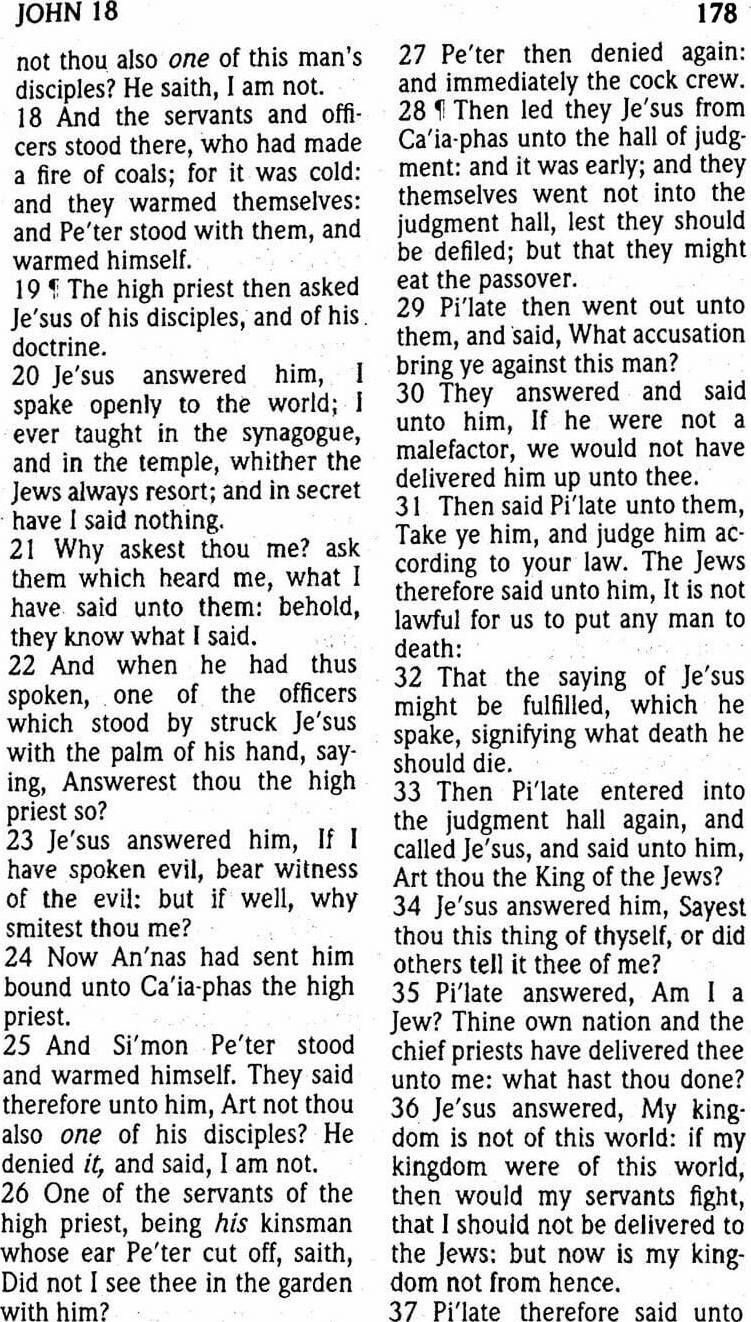 JOHN 18
178
not thou also one of this man's
disciples? He saith, I am not.
18 And the servants and offi-
cers stood there, who had made
a fire of coals; for it was cold:
and they warmed themselves:
and Pe'ter stood with them, and
warmed himself.
19 ¶ The high priest then asked
Je'sus of his disciples, and of his
doctrine.
20 Je'sus answered him, I
spake openly to the world; I
ever taught in the synagogue,
and in the temple, whither the
Jews always resort; and in secret
have I said nothing.
21 Why askest thou me? ask
them which heard me, what I
have said unto them: behold,
they know what I said.
22 And when he had thus
spoken, one of the officers
which stood by struck Je'sus
with the palm of his hand, say-
ing, Answerest thou the high
priest so?
23 Je'sus answered him, If I
have spoken evil, bear witness
of the evil: but if well, why
smitest thou me?
24 Now An'nas had sent him
bound unto Ca'ia-phas the high
priest.
25 And Si'mon Pe'ter stood
and warmed himself. They said
therefore unto him, Art not thou
also one of his disciples? He
denied it, and said, I am not.
26 One of the servants of the
high priest, being his kinsman
whose ear Pe'ter cut off, saith,
Did not I see thee in the garden
with him?
27 Pe'ter then denied again:
and immediately the cock crew.
28 ¶ Then led they Je'sus from
Ca'ia-phas unto the hall of judg-
ment: and it was early; and they
themselves went not into the
judgment hall, lest they should
be defiled; but that they might
eat the passover.
29 Pi'late then went out unto
them, and said, What accusation
bring ye against this man?
30 They answered and said
unto him, If he were not a
malefactor, we would not have
delivered him up unto thee.
31 Then said Pi'late unto them,
Take ye him, and judge him ac-
cording to your law. The Jews
therefore said unto him, It is not
lawful for us to put any man to
death:
32 That the saying of Je'sus
might be fulfilled, which he
spake, signifying what death he
should die.
33 Then Pi'late entered into
the judgment hall again, and
called Je'sus, and said unto him,
Art thou the King of the Jews?
34 Je'sus answered him, Sayest
thou this thing of thyself, or did
others tell it thee of me?
35 Pi'late answered, Am I a
Jew? Thine own nation and the
chief priests have delivered thee
unto me: what hast thou done?
36 Je'sus answered, My king-
dom is not of this world: if my
kingdom were of this world,
then would my servants fight,
that I should not be delivered to
the Jews: but now is my king-
dom not from hence.
37 Pi'late therefore said unto